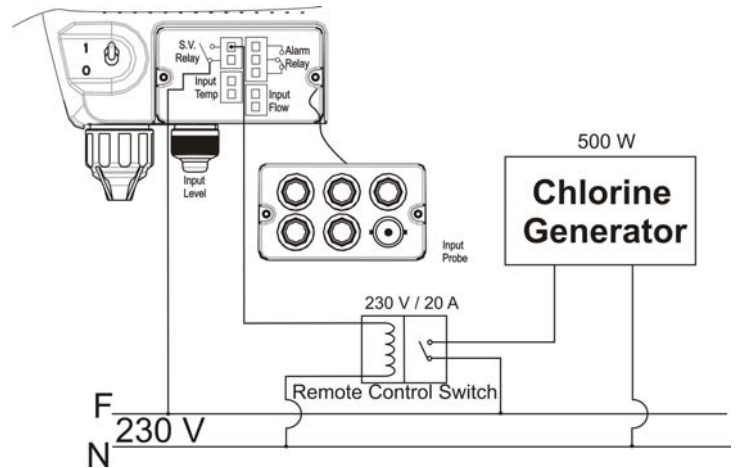 1
0
S.V.
Relay
Alarm
Relay
Input
Temp
Input
Flow
Input
Level
Input
Probe
500 W
Chlorine
Generator
230 V / 20 A
Remote Control Switch
F
230 V
N